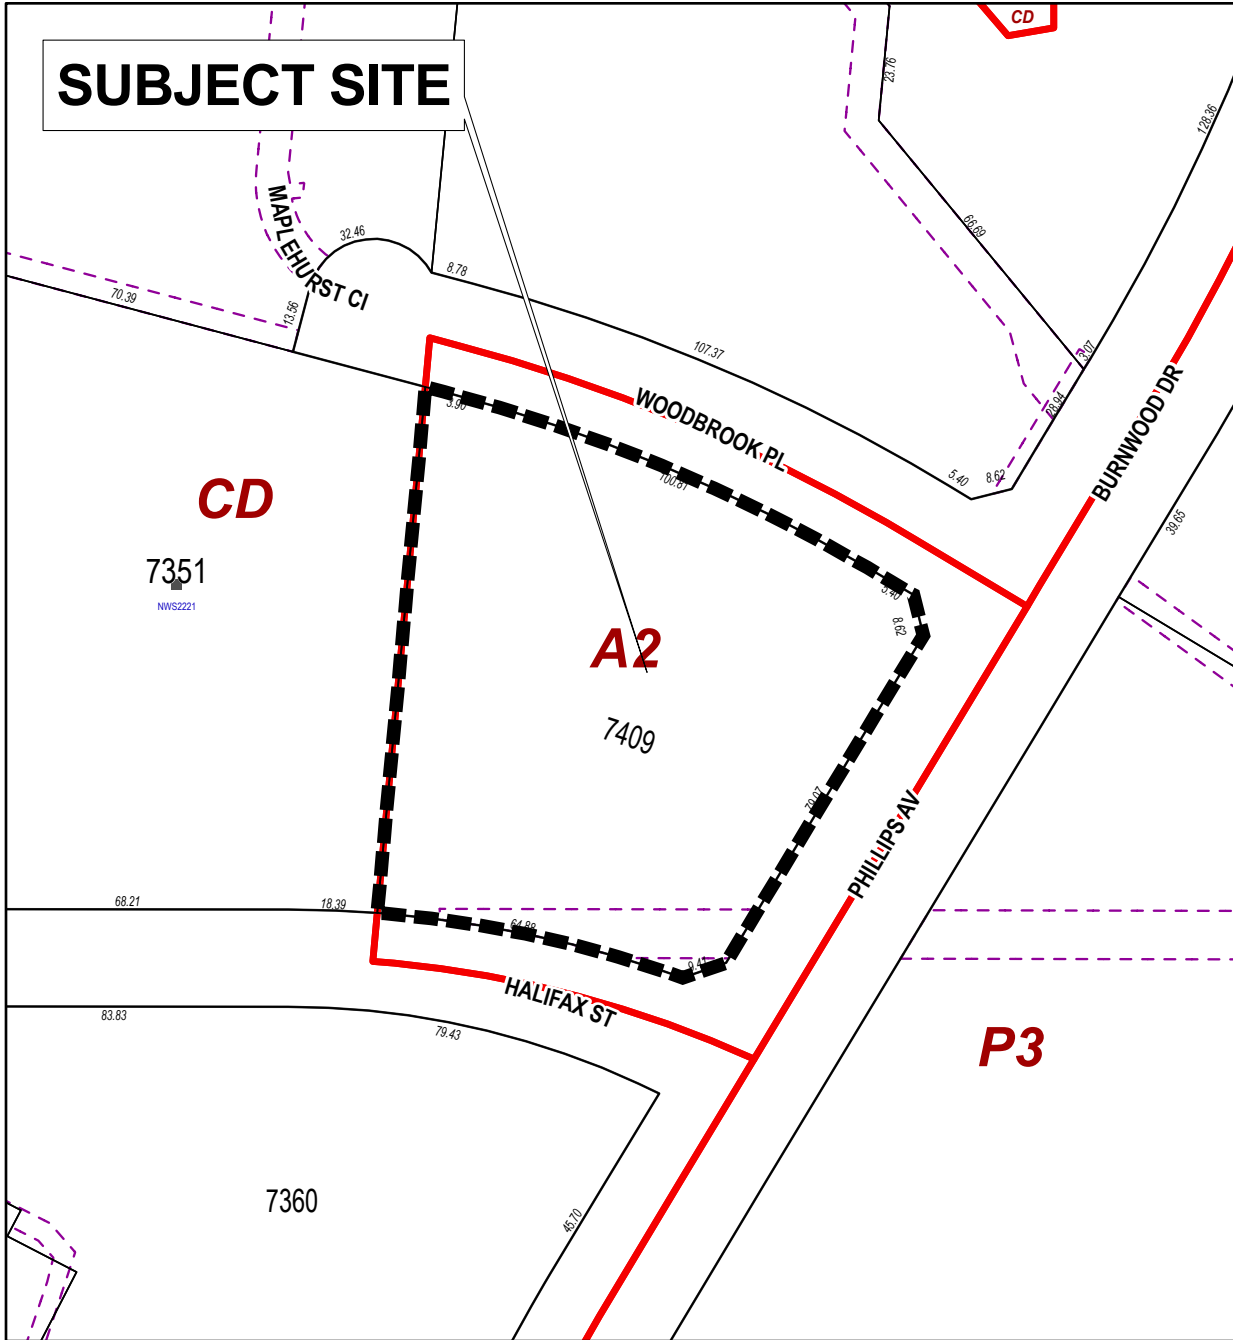 CD
SUBJECT SITE
23.76
128.36
MAPLEHURST CI
32.46
66.69
8.78
70.39
13.56
107.37
3.07
WOODBROOK PL
BURNWOOD DR
28.94
3.90
5.40
8.62
100.81
CD
39.65
7351
NWS2221
5.40
8.62
A2
7409
79.07
PHILLIPS AV
68.21
18.39
64.88
9.41
HALIFAX ST
83.83
79.43
P3
7360
45.70